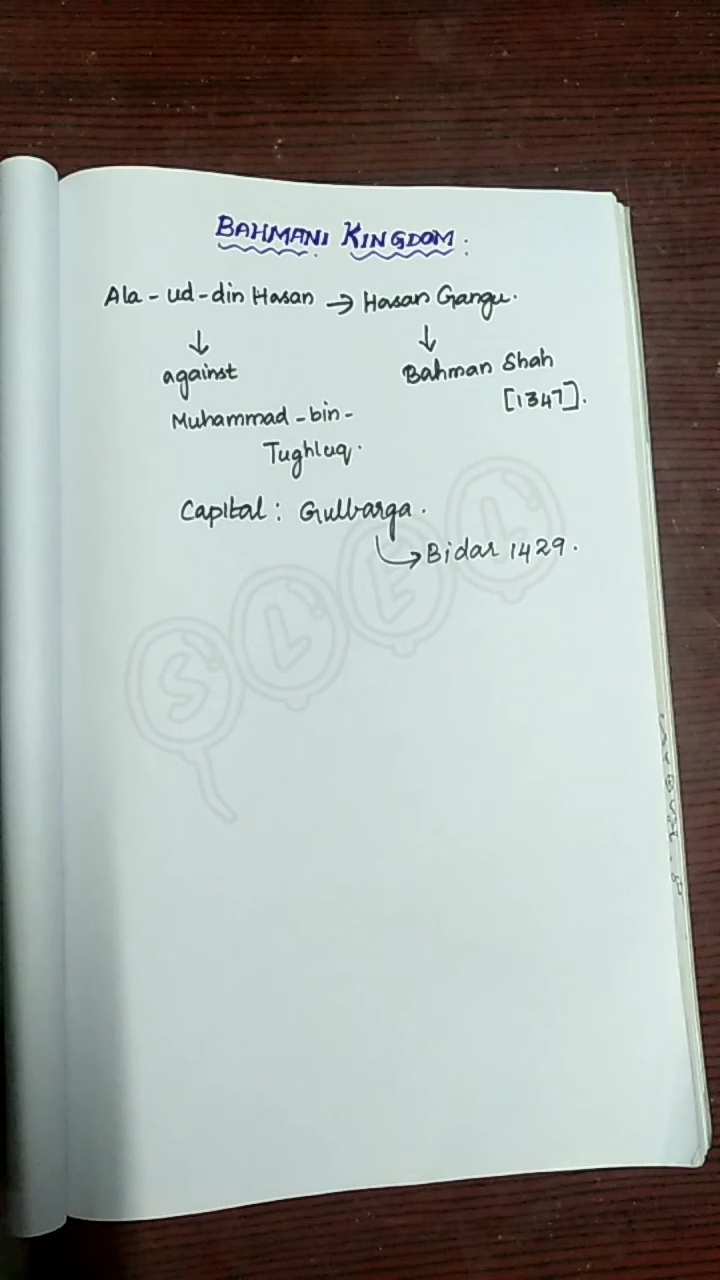 BAHMANI KINGDOM :
Ala - ud - din Hasan → Hasan Gangu.
↓ ↓
against Bahman Shah
[1347].
Muhammad - bin -
Tughluq.
Capital : Gulbarga.
↳ Bidar 1429.
SLEL